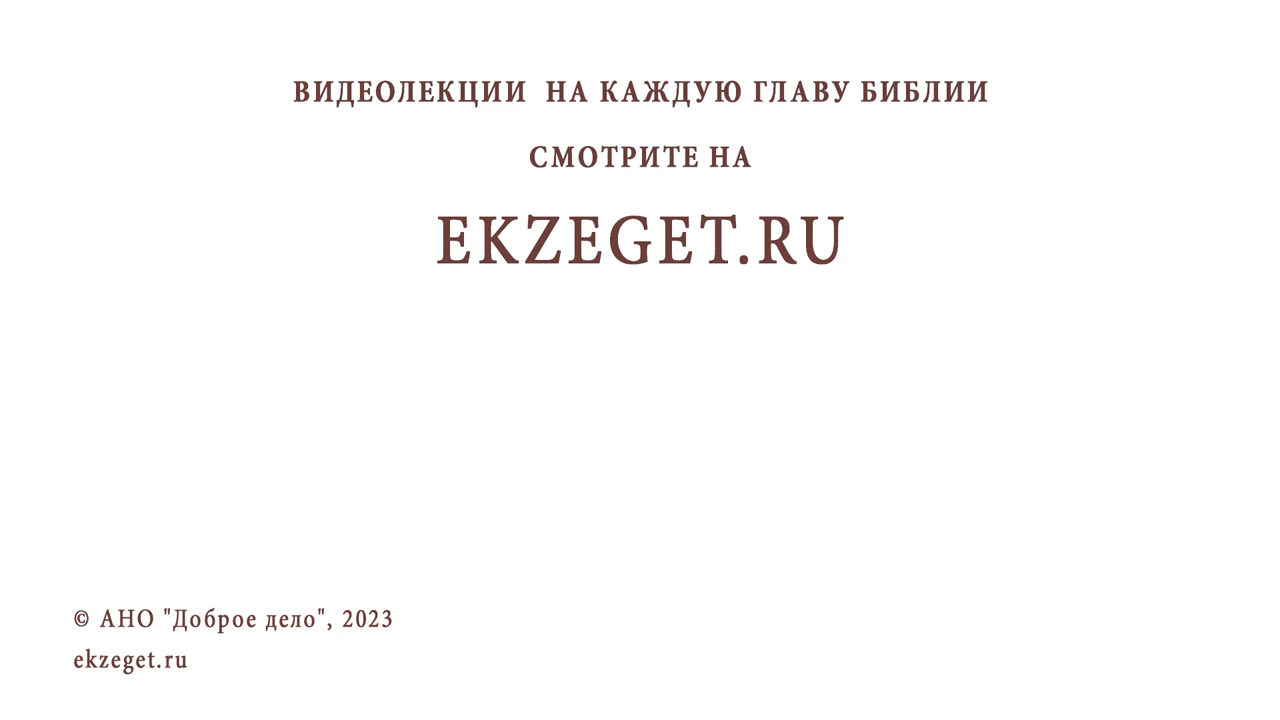 ВИДЕОЛЕКЦИИ НА КАЖДУЮ ГЛАВУ БИБЛИИ
СМОТРИТЕ НА
EKZEGET.RU
© АНО "Доброе дело", 2023
ekzeget.ru